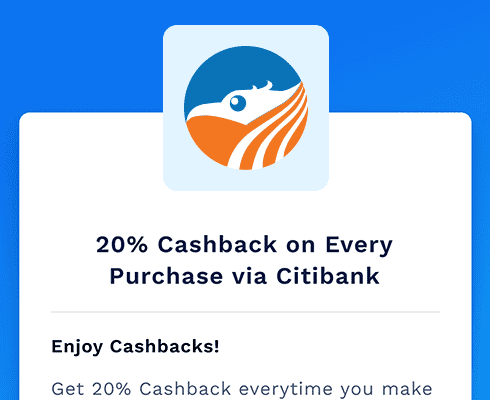 20% Cashback on Every
Purchase via Citibank
Enjoy Cashbacks!
Get 20% Cashback everytime you make